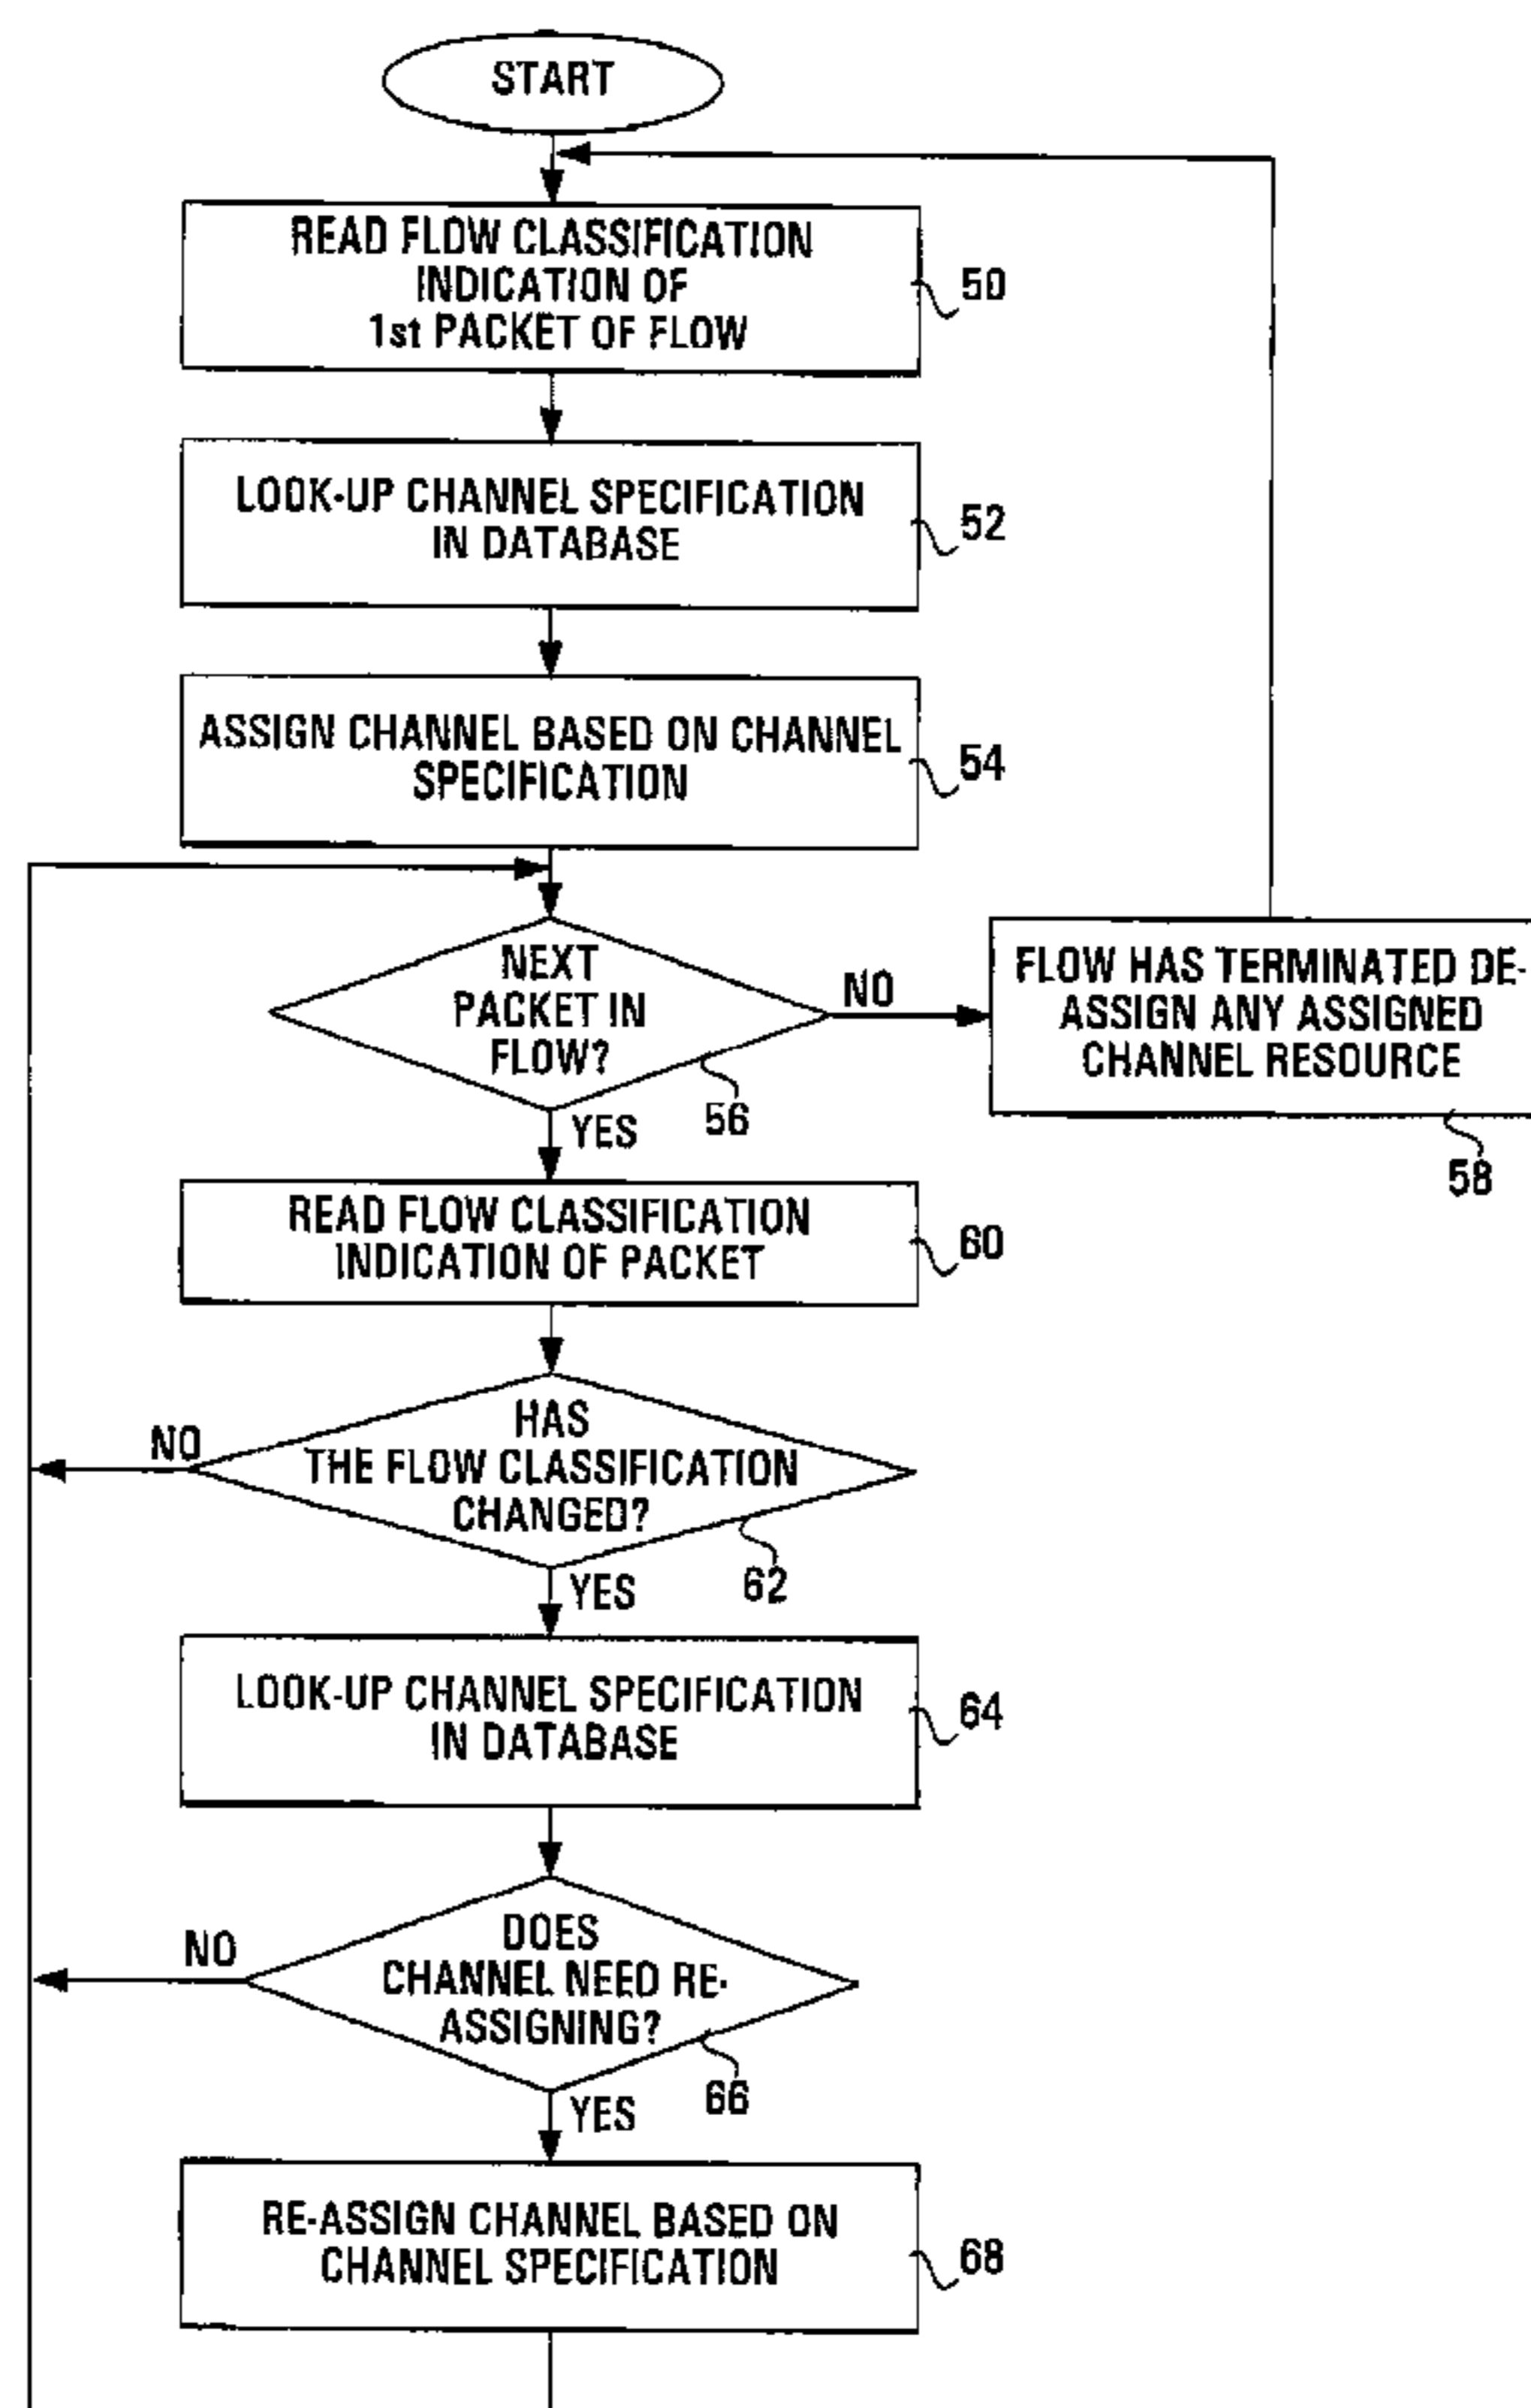 START
READ FLOW CLASSIFICATION
INDICATION OF
1st PACKET OF FLOW
50
LOOK-UP CHANNEL SPECIFICATION
IN DATABASE
52
ASSIGN CHANNEL BASED ON CHANNEL
SPECIFICATION
54
NEXT
PACKET IN
FLOW?
56
NO
FLOW HAS TERMINATED DE-
ASSIGN ANY ASSIGNED
CHANNEL RESOURCE
58
YES
READ FLOW CLASSIFICATION
INDICATION OF PACKET
60
HAS
THE FLOW CLASSIFICATION
CHANGED?
62
NO
YES
LOOK-UP CHANNEL SPECIFICATION
IN DATABASE
64
DOES
CHANNEL NEED RE-
ASSIGNING?
66
NO
YES
RE-ASSIGN CHANNEL BASED ON
CHANNEL SPECIFICATION
68